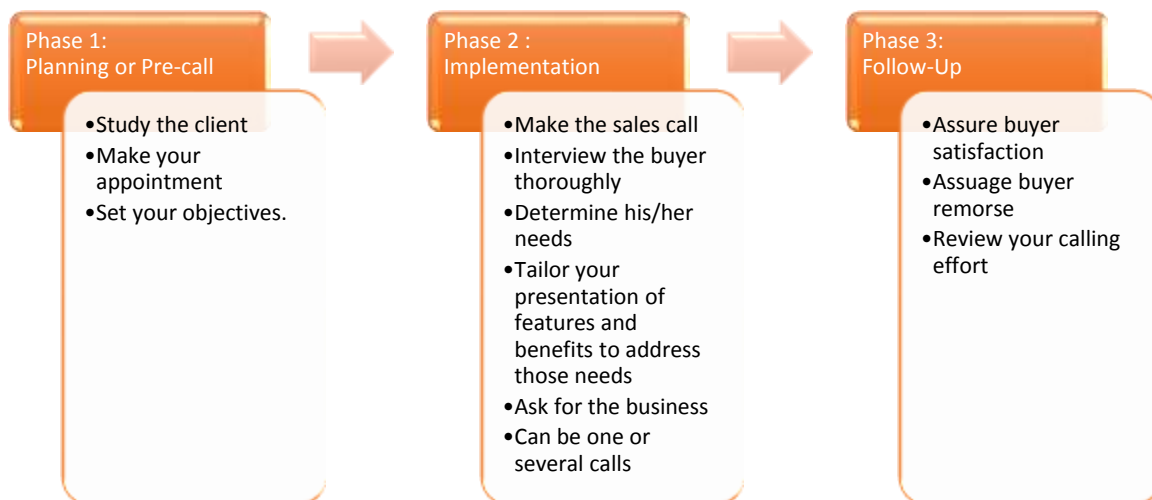 Phase 1:
Planning or Pre-call
•Study the client
•Make your
appointment
•Set your objectives.
Phase 2 :
Implementation
•Make the sales call
•Interview the buyer
thoroughly
•Determine his/her
needs
•Tailor your
presentation of
features and
benefits to address
those needs
•Ask for the business
•Can be one or
several calls
Phase 3:
Follow-Up
•Assure buyer
satisfaction
•Assuage buyer
remorse
•Review your calling
effort